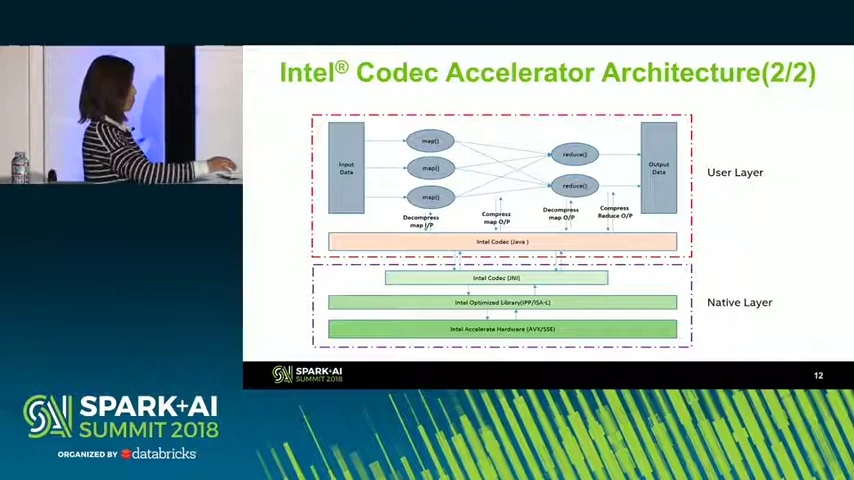 Intel® Codec Accelerator Architecture(2/2)
Input
Data
map()
map()
map()
reduce()
reduce()
Output
Data
User Layer
Decompress
map I/P
Compress
map O/P
Decompress
map O/P
Compress
Reduce O/P
Intel Codec (Java )
Intel Codec (JNI)
Intel Optimized Library(IPP/ISA-L)
Intel Accelerate Hardware (AVX/SSE)
Native Layer
SPARK+AI
SUMMIT 2018
12
SPARK+AI
SUMMIT 2018
ORGANIZED BY databricks